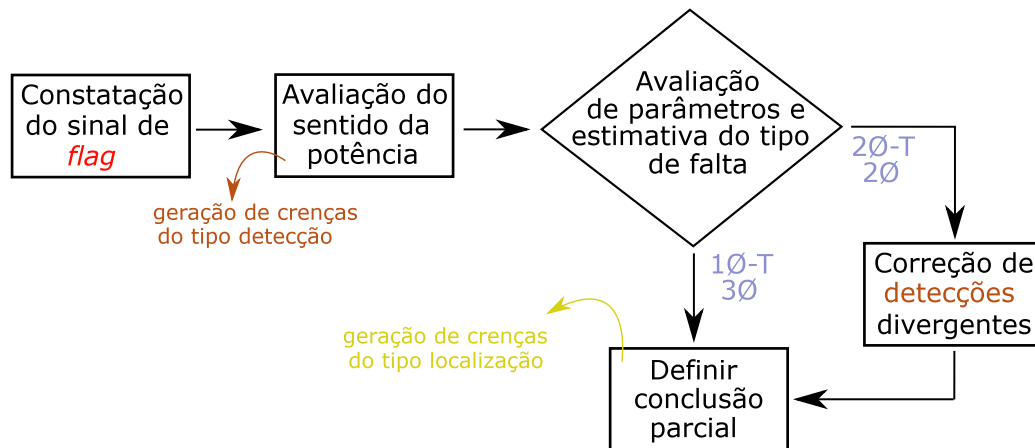 Constatação
do sinal de
flag
Avaliação do
sentido da
potência
geração de crenças
do tipo detecção
Avaliação
de parâmetros e
estimativa do tipo
de falta
2Ø-T
2Ø
1Ø-T
3Ø
Correção de
detecções
divergentes
geração de crenças
do tipo localização
Definir
conclusão
parcial